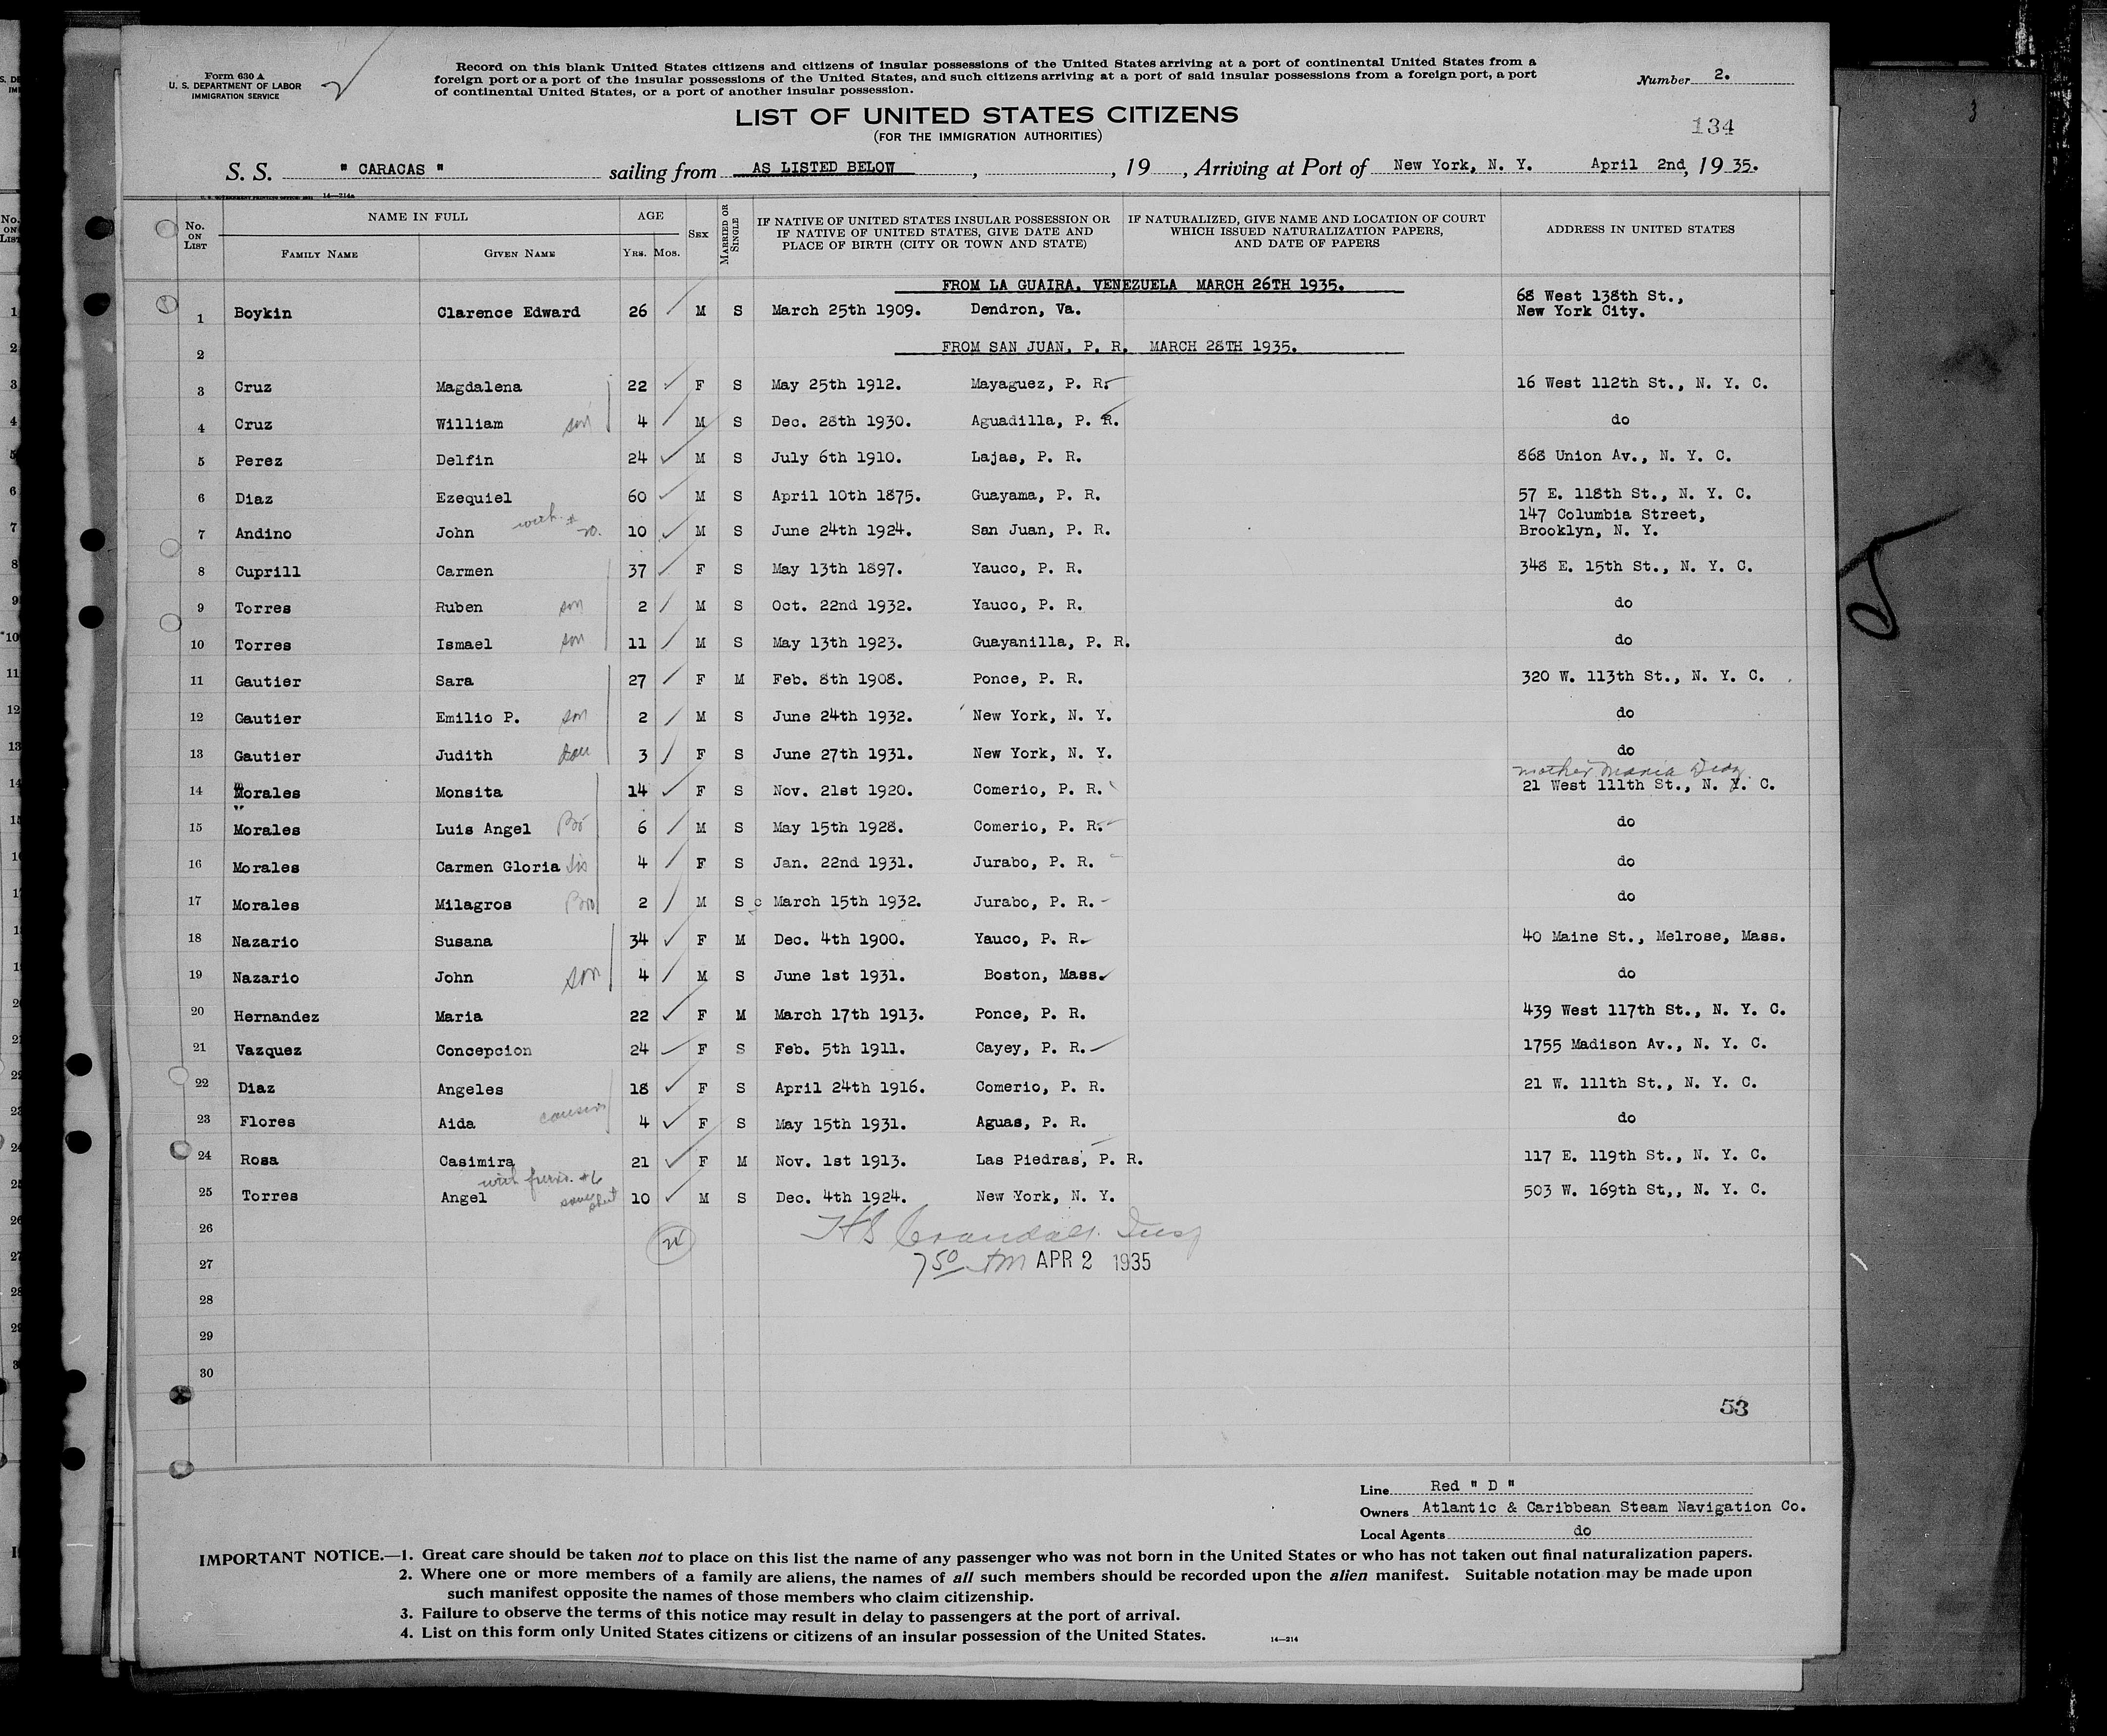 Form 630 A
U. S. DEPARTMENT OF LABOR
IMMIGRATION SERVICE
Record on this blank United States citizens and citizens of insular possessions of the United States arriving at a port of continental United States from a
foreign port or a port of the insular possessions of the United States, and such citizens arriving at a port of said insular possessions from a foreign port, a port
of continental United States, or a port of another insular possession.
Number 2.
LIST OF UNITED STATES CITIZENS
(FOR THE IMMIGRATION AUTHORITIES)
134
S. S. " CARACAS " sailing from AS LISTED BELOW , , 19 , Arriving at Port of New York, N. Y. April 2nd, 19 35.
14—214a
No. ON LIST NAME IN FULL AGE SEX MARRIED OR SINGLE IF NATIVE OF UNITED STATES INSULAR POSSESSION OR IF NATIVE OF UNITED STATES, GIVE DATE AND PLACE OF BIRTH (CITY OR TOWN AND STATE) IF NATURALIZED, GIVE NAME AND LOCATION OF COURT WHICH ISSUED NATURALIZATION PAPERS, AND DATE OF PAPERS ADDRESS IN UNITED STATES
FAMILY NAME GIVEN NAME YRS. MOS.
FROM LA GUAIRA, VENEZUELA MARCH 26TH 1935.
1 Boykin Clarence Edward 26 M S March 25th 1909. Dendron, Va. 68 West 138th St., New York City.
2 FROM SAN JUAN, P. R. MARCH 28TH 1935.
3 Cruz Magdalena 22 F S May 25th 1912. Mayaguez, P. R. 16 West 112th St., N. Y. C.
4 Cruz William son 4 M S Dec. 28th 1930. Aguadilla, P. R. do
5 Perez Delfin 24 M S July 6th 1910. Lajas, P. R. 868 Union Av., N. Y. C.
6 Diaz Ezequiel 60 M S April 10th 1875. Guayama, P. R. 57 E. 118th St., N. Y. C.
7 Andino John with # 20. 10 M S June 24th 1924. San Juan, P. R. 147 Columbia Street, Brooklyn, N. Y.
8 Cuprill Carmen 37 F S May 13th 1897. Yauco, P. R. 348 E. 15th St., N. Y. C.
9 Torres Ruben son 2 M S Oct. 22nd 1932. Yauco, P. R. do
10 Torres Ismael son 11 M S May 13th 1923. Guayanilla, P. R. do
11 Gautier Sara 27 F M Feb. 8th 1908. Ponce, P. R. 320 W. 113th St., N. Y. C.
12 Gautier Emilio P. son 2 M S June 24th 1932. New York, N. Y. do
13 Gautier Judith dau 3 F S June 27th 1931. New York, N. Y. do
mother Maria Diaz
14 Morales Monsita 14 F S Nov. 21st 1920. Comerio, P. R. 21 West 111th St., N. Y. C.
15 Morales Luis Angel Bro 6 M S May 15th 1928. Comerio, P. R. do
16 Morales Carmen Gloria Sis 4 F S Jan. 22nd 1931. Jurabo, P. R. do
17 Morales Milagros Bro 2 M S March 15th 1932. Jurabo, P. R. do
18 Nazario Susana 34 F M Dec. 4th 1900. Yauco, P. R. 40 Maine St., Melrose, Mass.
19 Nazario John son 4 M S June 1st 1931. Boston, Mass. do
20 Hernandez Maria 22 F M March 17th 1913. Ponce, P. R. 439 West 117th St., N. Y. C.
21 Vazquez Concepcion 24 F S Feb. 5th 1911. Cayey, P. R. 1755 Madison Av., N. Y. C.
22 Diaz Angeles 18 F S April 24th 1916. Comerio, P. R. 21 W. 111th St., N. Y. C.
23 Flores Aida cousin 4 F S May 15th 1931. Aguas, P. R. do
24 Rosa Casimira 21 F M Nov. 1st 1913. Las Piedras, P. R. 117 E. 119th St., N. Y. C.
25 Torres Angel with #6 same sheet 10 M S Dec. 4th 1924. New York, N. Y. 503 W. 169th St,, N. Y. C.
26 HS Crandall Insp
27 7 50 AM APR 2 1935
28
29
30
53
Line Red " D "
Owners Atlantic & Caribbean Steam Navigation Co.
Local Agents do
IMPORTANT NOTICE.—1. Great care should be taken not to place on this list the name of any passenger who was not born in the United States or who has not taken out final naturalization papers.
2. Where one or more members of a family are aliens, the names of all such members should be recorded upon the alien manifest. Suitable notation may be made upon
such manifest opposite the names of those members who claim citizenship.
3. Failure to observe the terms of this notice may result in delay to passengers at the port of arrival.
4. List on this form only United States citizens or citizens of an insular possession of the United States.
14—214